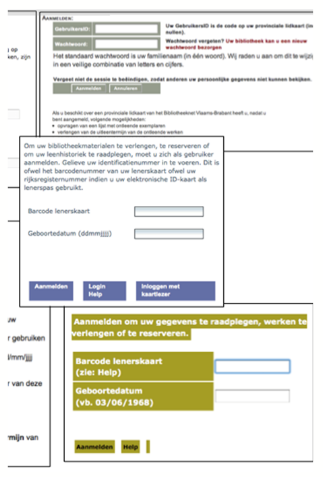 AANMELDEN:
GebruikersID:
Wachtwoord:
Uw GebruikersID is de code op uw provinciale lidkaart (in
nullen).
Wachtwoord vergeten? Uw bibliotheek kan u een nieuw
wachtwoord bezorgen
Het standaard wachtwoord is uw familienaam (in één woord). Wij raden u aan om dit te wijzig
in een veilige combinatie van letters en cijfers.
Vergeet niet de sessie te beëindigen, zodat anderen uw persoonlijke gegevens niet kunnen bekijken.
Aanmelden Annuleren
Als u beschikt over een provinciale lidkaart van het Bibliotheeknet Vlaams-Brabant heeft u, nadat u
bent aangemeld, volgende mogelijkheden:
• opvragen van een lijst met ontleende exemplaren
• verlengen van de uitleentermijn van de ontleende werken
op
ken, zijn
Om uw bibliotheekmaterialen te verlengen, te reserveren of
om uw leenhistoriek te raadplegen, moet u zich als gebruiker
aanmelden. Gelieve uw identificatienummer in te voeren. Dit is
ofwel het barcodenummer van uw lenerskaart ofwel uw
rijksregisternummer indien u uw elektronische ID-kaart als
lenerspas gebruikt.
Barcode lenerskaart
Geboortedatum (ddmmjjjj)
Aanmelden
Login
Help
Inloggen met
kaartlezer
uw
r gebruiken
l/mm/jjj
r van deze
rmijn van
Aanmelden om uw gegevens te raadplegen, werken te
verlengen of te reserveren.
Barcode lenerskaart
(zie: Help)
Geboortedatum
(vb. 03/06/1968)
Aanmelden Help